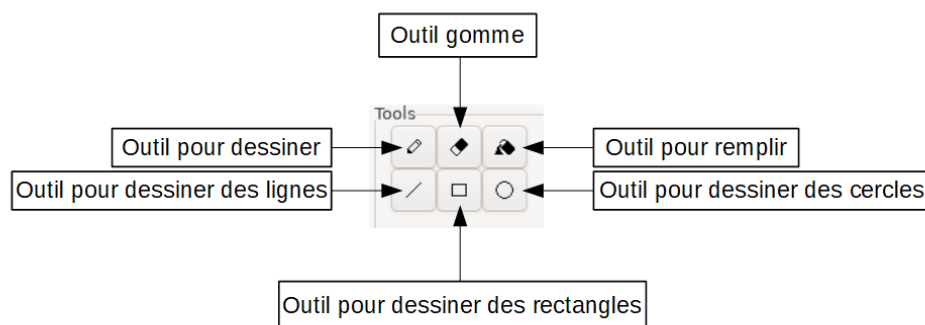 Outil gomme
Tools
Outil pour dessiner
Outil pour remplir
Outil pour dessiner des lignes
Outil pour dessiner des cercles
Outil pour dessiner des rectangles